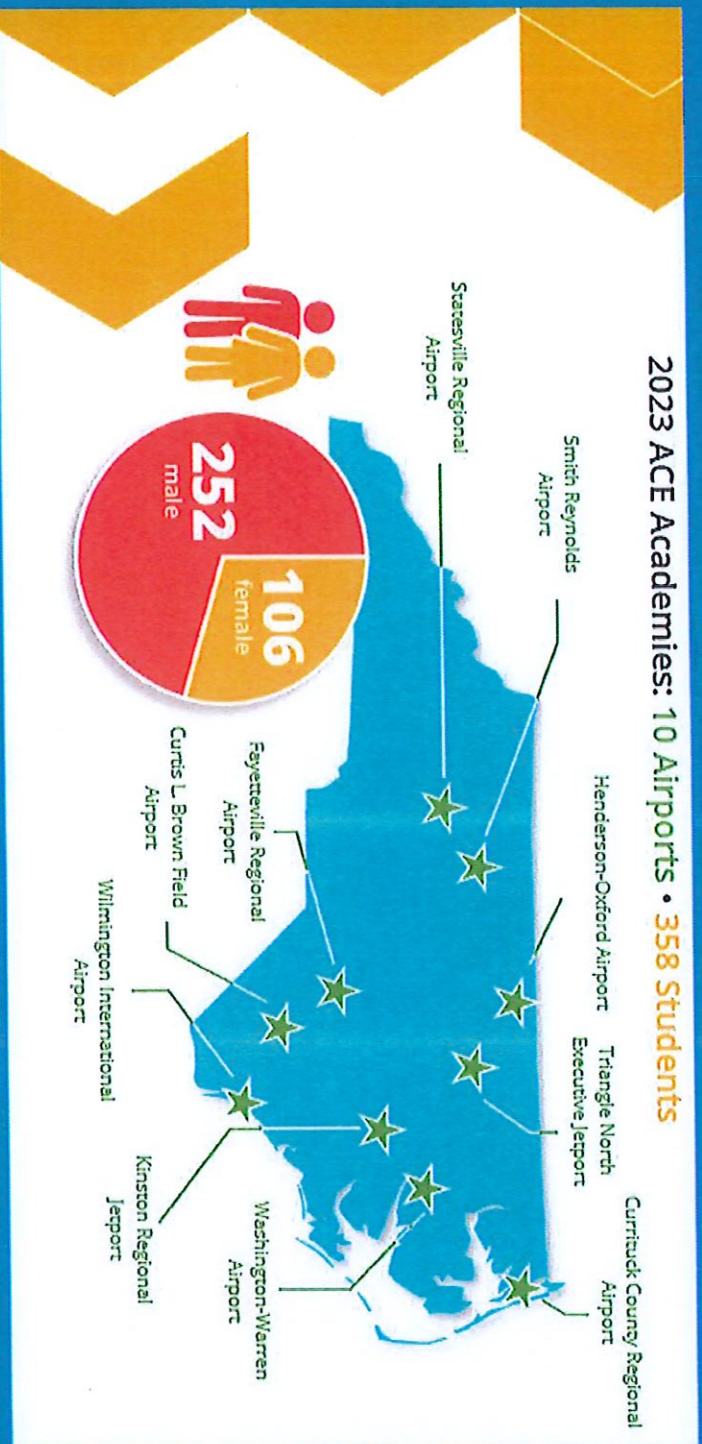 2023 ACE Academies: 10 Airports • 358 Students
Statesville Regional
Airport
Smith Reynolds
Airport
Henderson-Oxford Airport
Triangle North
Executive Jetport
Currituck County Regional
Airport
252
male
106
female
Fayetteville Regional
Airport
Curtis L. Brown Field
Airport
Wilmington International
Airport
Kinston Regional
Jetport
Washington-Warren
Airport